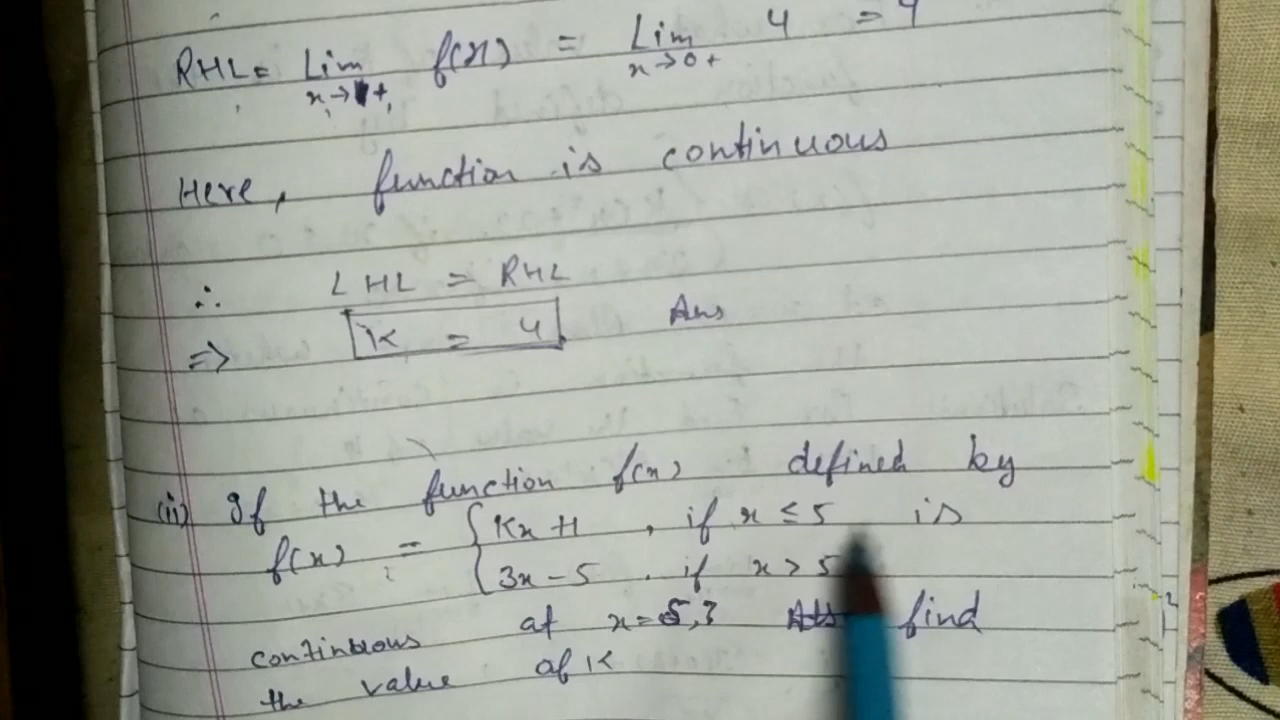 RHL = Lim f(x) = Lim 4 = 4
x→1+, x→0+
Here, function is continuous
∴ LHL = RHL
⇒ K = 4 Ans
(ii) If the function f(x) defined by
f(x) = { Kx+1 , if x ≤ 5 is
3x-5 , if x > 5
continuous at x=5,? find
the value of K